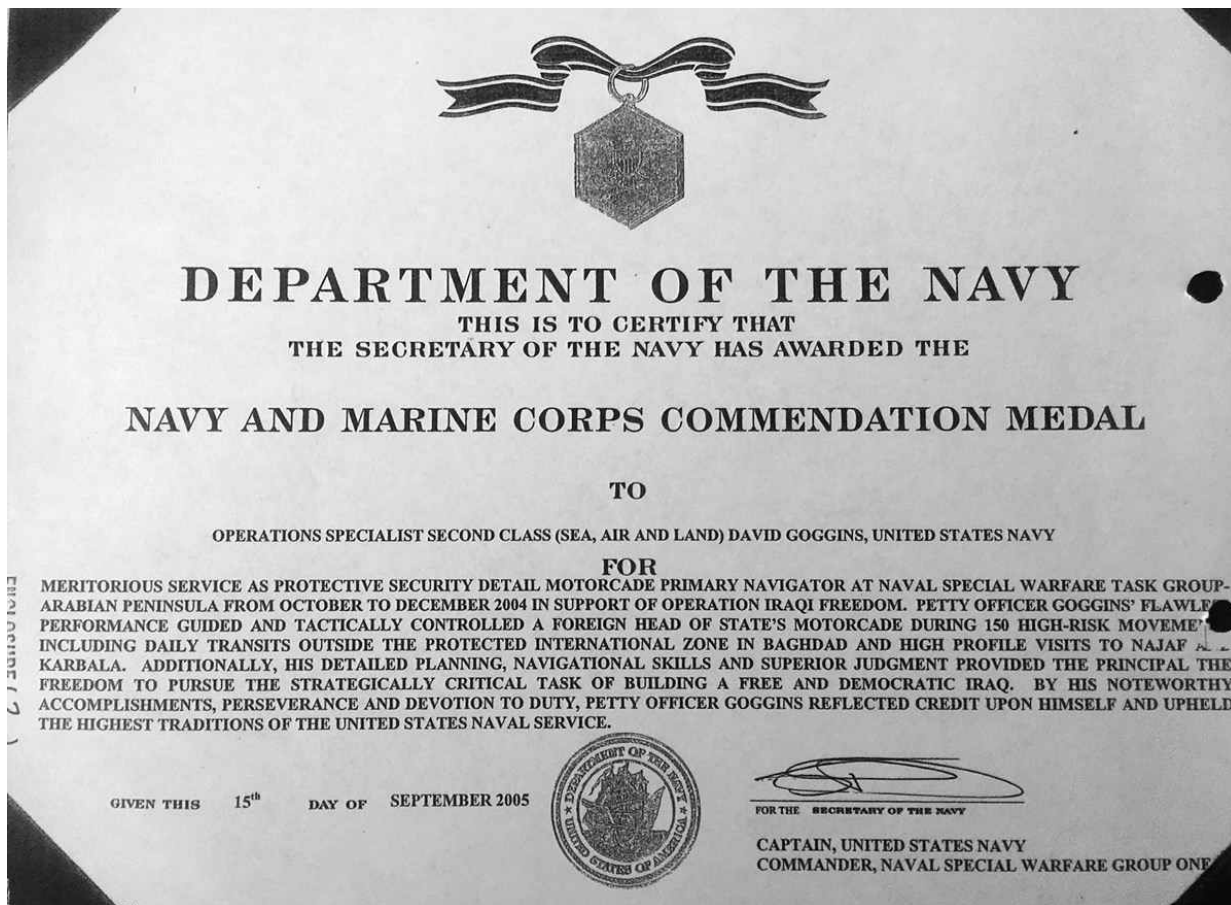 DEPARTMENT OF THE NAVY
THIS IS TO CERTIFY THAT
THE SECRETARY OF THE NAVY HAS AWARDED THE
NAVY AND MARINE CORPS COMMENDATION MEDAL
TO
OPERATIONS SPECIALIST SECOND CLASS (SEA, AIR AND LAND) DAVID GOGGINS, UNITED STATES NAVY
FOR
MERITORIOUS SERVICE AS PROTECTIVE SECURITY DETAIL MOTORCADE PRIMARY NAVIGATOR AT NAVAL SPECIAL WARFARE TASK GROUP-
ARABIAN PENINSULA FROM OCTOBER TO DECEMBER 2004 IN SUPPORT OF OPERATION IRAQI FREEDOM. PETTY OFFICER GOGGINS'
PERFORMANCE GUIDED AND TACTICALLY CONTROLLED A FOREIGN HEAD OF STATE'S MOTORCADE DURING 150 HIGH-RISK
INCLUDING DAILY TRANSITS OUTSIDE THE PROTECTED INTERNATIONAL ZONE IN BAGHDAD AND HIGH PROFILE VISITS TO NAJAF
KARBALA. ADDITIONALLY, HIS DETAILED PLANNING, NAVIGATIONAL SKILLS AND SUPERIOR JUDGMENT PROVIDED THE PRINCIPAL THE
FREEDOM TO PURSUE THE STRATEGICALLY CRITICAL TASK OF BUILDING A FREE AND DEMOCRATIC IRAQ. BY HIS NOTEWORTHY
ACCOMPLISHMENTS, PERSEVERANCE AND DEVOTION TO DUTY, PETTY OFFICER GOGGINS REFLECTED CREDIT UPON HIMSELF AND UPHELD
THE HIGHEST TRADITIONS OF THE UNITED STATES NAVAL SERVICE.
GIVEN THIS 15th DAY OF SEPTEMBER 2005
DEPARTMENT OF THE NAVY
UNITED STATES OF AMERICA
FOR THE SECRETARY OF THE NAVY
CAPTAIN, UNITED STATES NAVY
COMMANDER, NAVAL SPECIAL WARFARE GROUP ONE